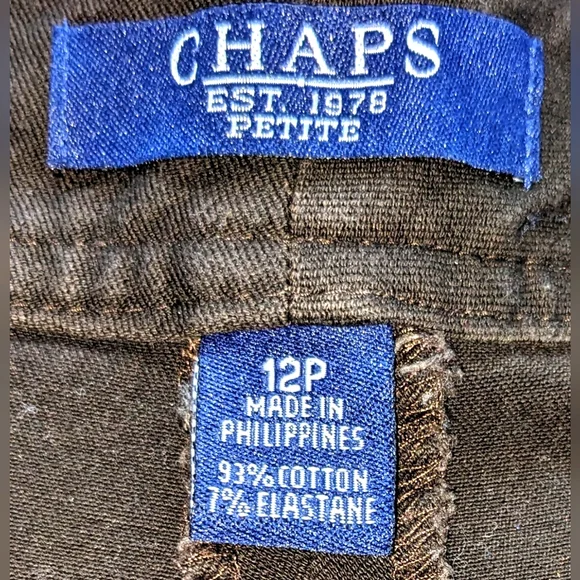 CHAPS
EST. 1978
PETITE
12P
MADE IN
PHILIPPINES
93% COTTON
7% ELASTANE